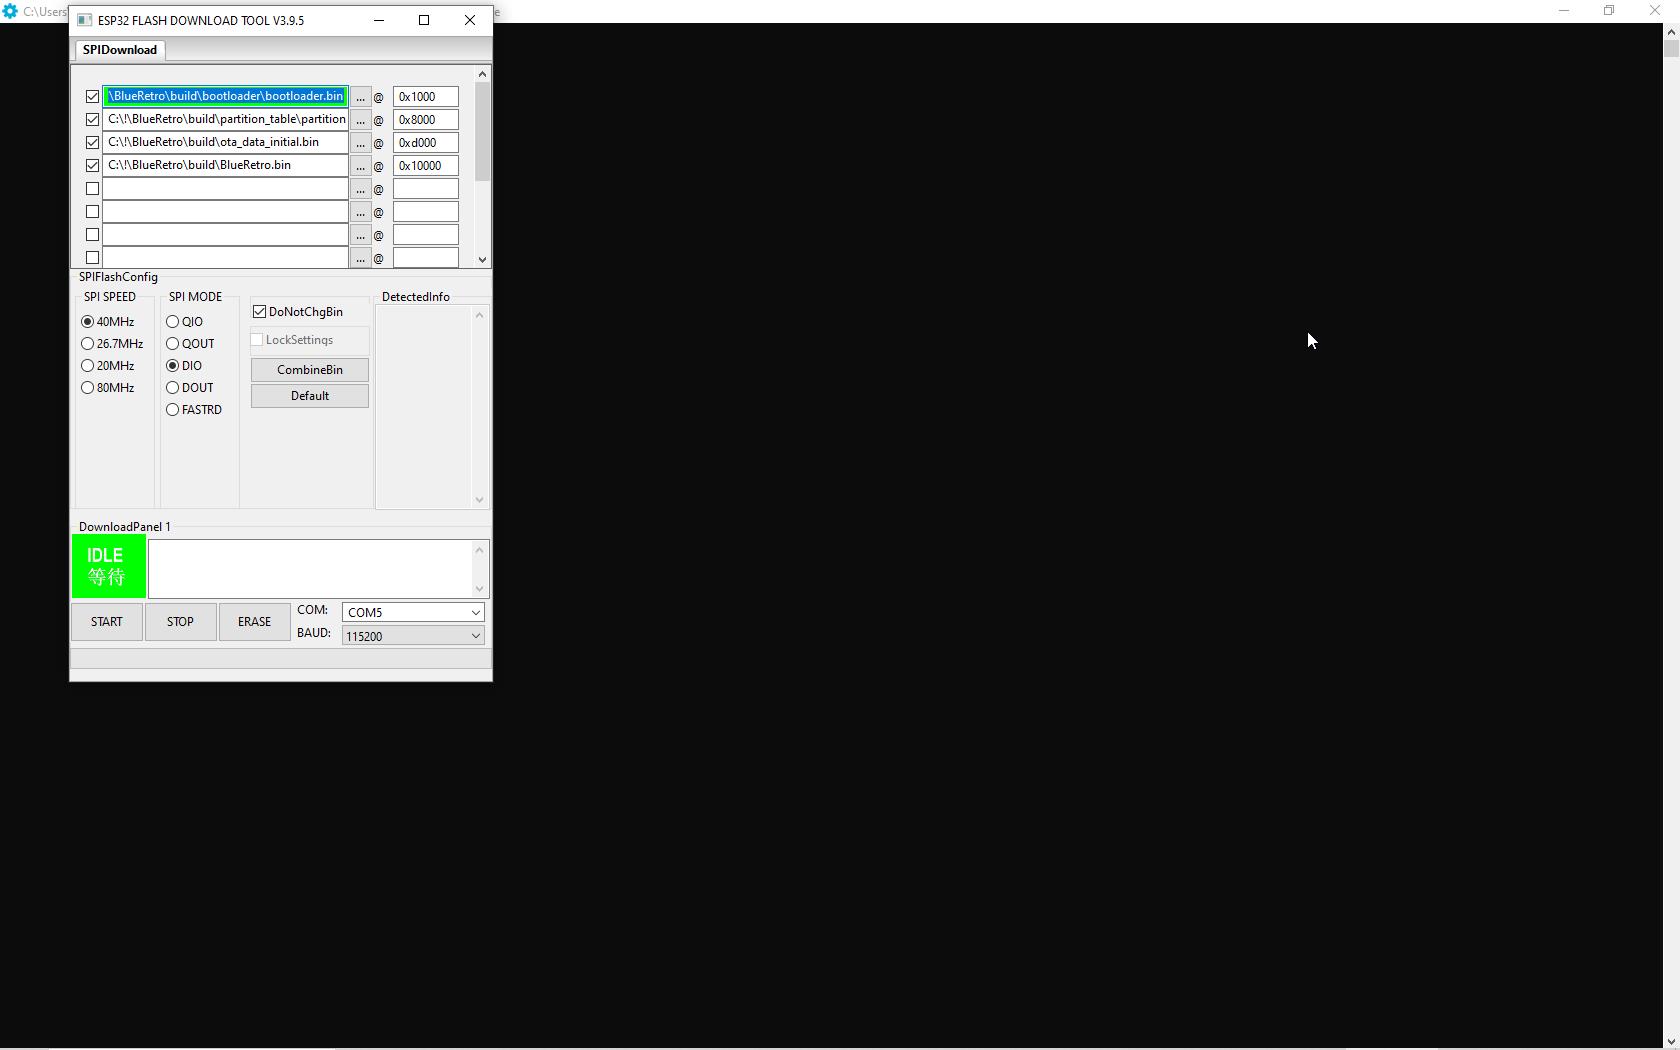 C:\Users
ESP32 FLASH DOWNLOAD TOOL V3.9.5
e
SPIDownload
\BlueRetro\build\bootloader\bootloader.bin ... @ 0x1000
C:\!\BlueRetro\build\partition_table\partition ... @ 0x8000
C:\!\BlueRetro\build\ota_data_initial.bin ... @ 0xd000
C:\!\BlueRetro\build\BlueRetro.bin ... @ 0x10000
... @
... @
... @
... @
SPIFlashConfig
SPI SPEED
40MHz
26.7MHz
20MHz
80MHz
SPI MODE
QIO
QOUT
DIO
DOUT
FASTRD
DoNotChgBin
LockSettings
CombineBin
Default
DetectedInfo
DownloadPanel 1
IDLE
等待
START STOP ERASE
COM: COM5
BAUD: 115200